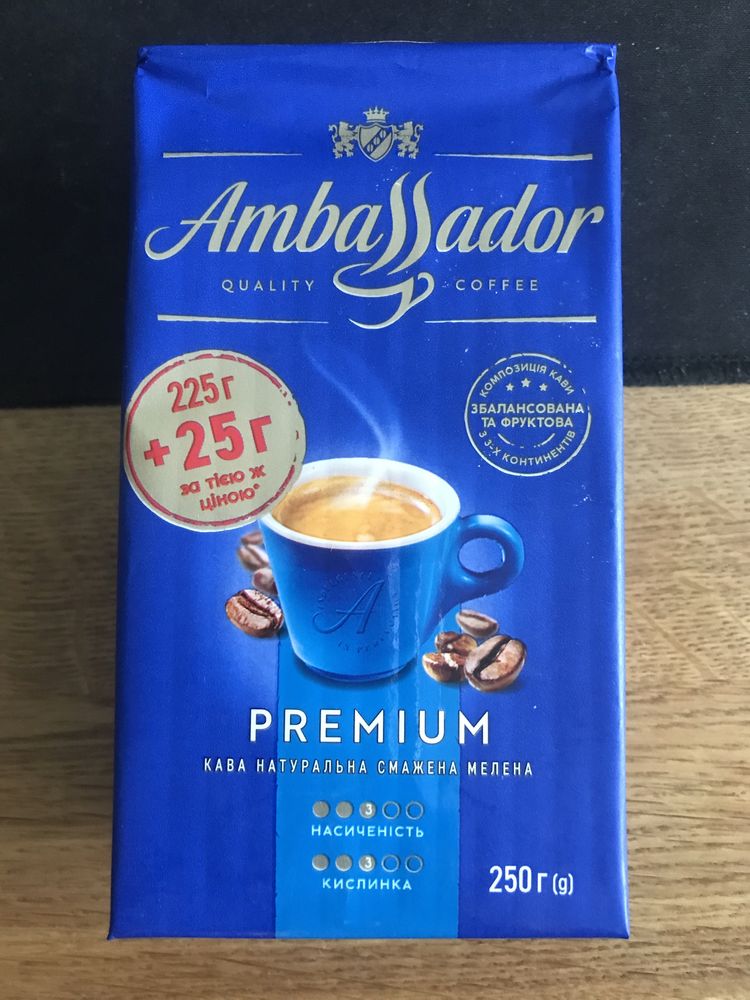 Ambassador
QUALITY COFFEE
225г
+25г
за тією ж
ціною*
КОМПОЗИЦІЯ КАВИ
ЗБАЛАНСОВАНА
ТА ФРУКТОВА
З 3-Х КОНТИНЕНТІВ
A
PREMIUM
КАВА НАТУРАЛЬНА СМАЖЕНА МЕЛЕНА
3
НАСИЧЕНІСТЬ
3
КИСЛИНКА
250г(g)